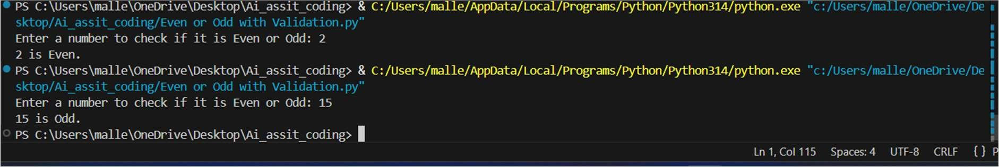 PS C:\Users\malle\OneDrive\Desktop\Ai_assit_coding> & C:/Users/malle/AppData/Local/Programs/Python/Python314/python.exe "c:/Users/malle/OneDrive/De
sktop/Ai_assit_coding/Even or Odd with Validation.py"
Enter a number to check if it is Even or Odd: 2
2 is Even.
PS C:\Users\malle\OneDrive\Desktop\Ai_assit_coding> & C:/Users/malle/AppData/Local/Programs/Python/Python314/python.exe "c:/Users/malle/OneDrive/De
sktop/Ai_assit_coding/Even or Odd with Validation.py"
Enter a number to check if it is Even or Odd: 15
15 is Odd.
PS C:\Users\malle\OneDrive\Desktop\Ai_assit_coding>
Ln 1, Col 115 Spaces: 4 UTF-8 CRLF {} P